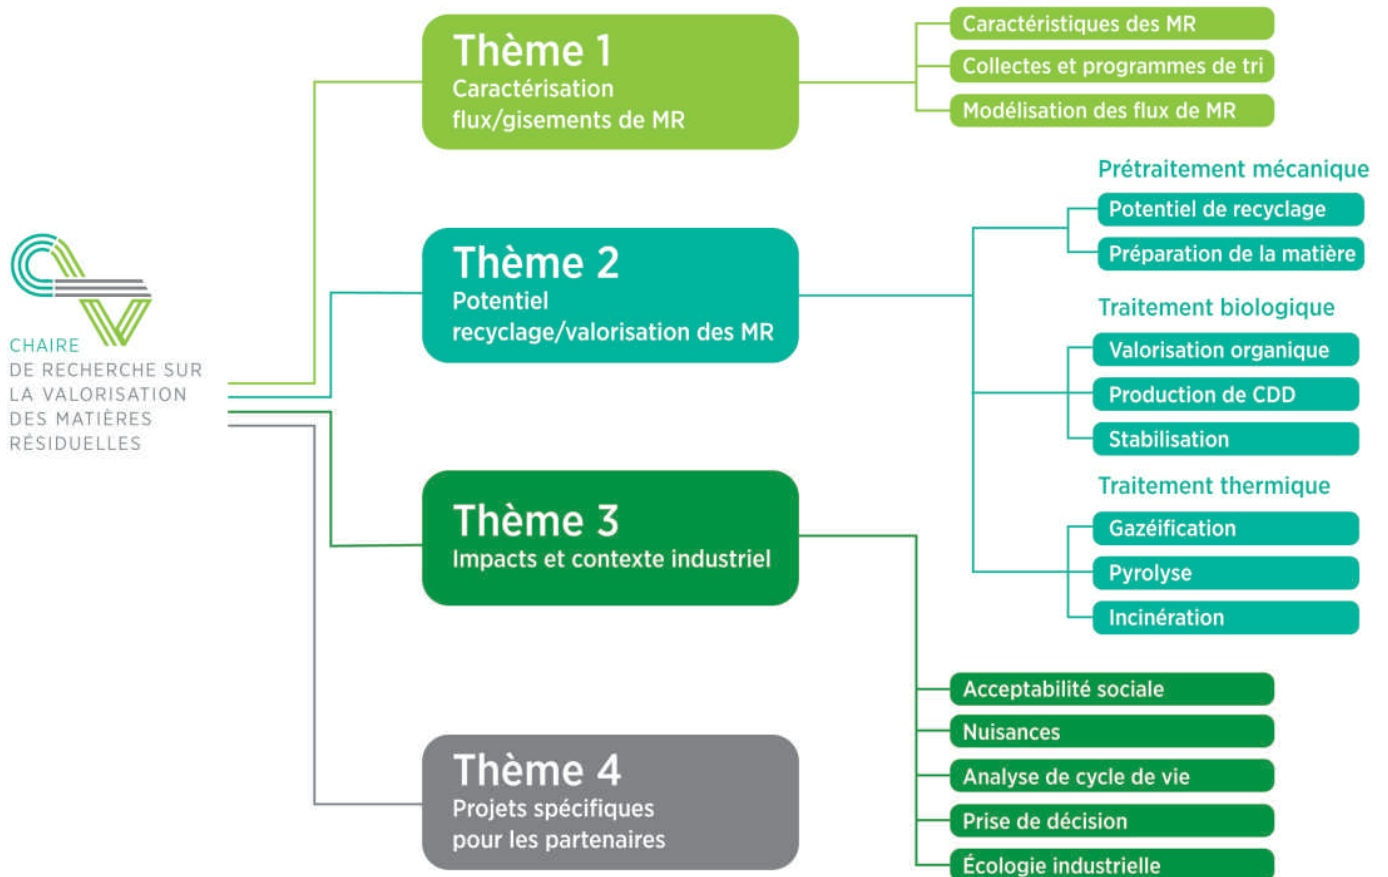 CHAIRE
DE RECHERCHE SUR
LA VALORISATION
DES MATIÈRES
RÉSIDUELLES
Thème 1
Caractérisation
flux/gisements de MR
Caractéristiques des MR
Collectes et programmes de tri
Modélisation des flux de MR
Thème 2
Potentiel
recyclage/valorisation des MR
Prétraitement mécanique
Potentiel de recyclage
Préparation de la matière
Traitement biologique
Valorisation organique
Production de CDD
Stabilisation
Traitement thermique
Gazéification
Pyrolyse
Incinération
Thème 3
Impacts et contexte industriel
Acceptabilité sociale
Nuisances
Analyse de cycle de vie
Prise de décision
Écologie industrielle
Thème 4
Projets spécifiques
pour les partenaires